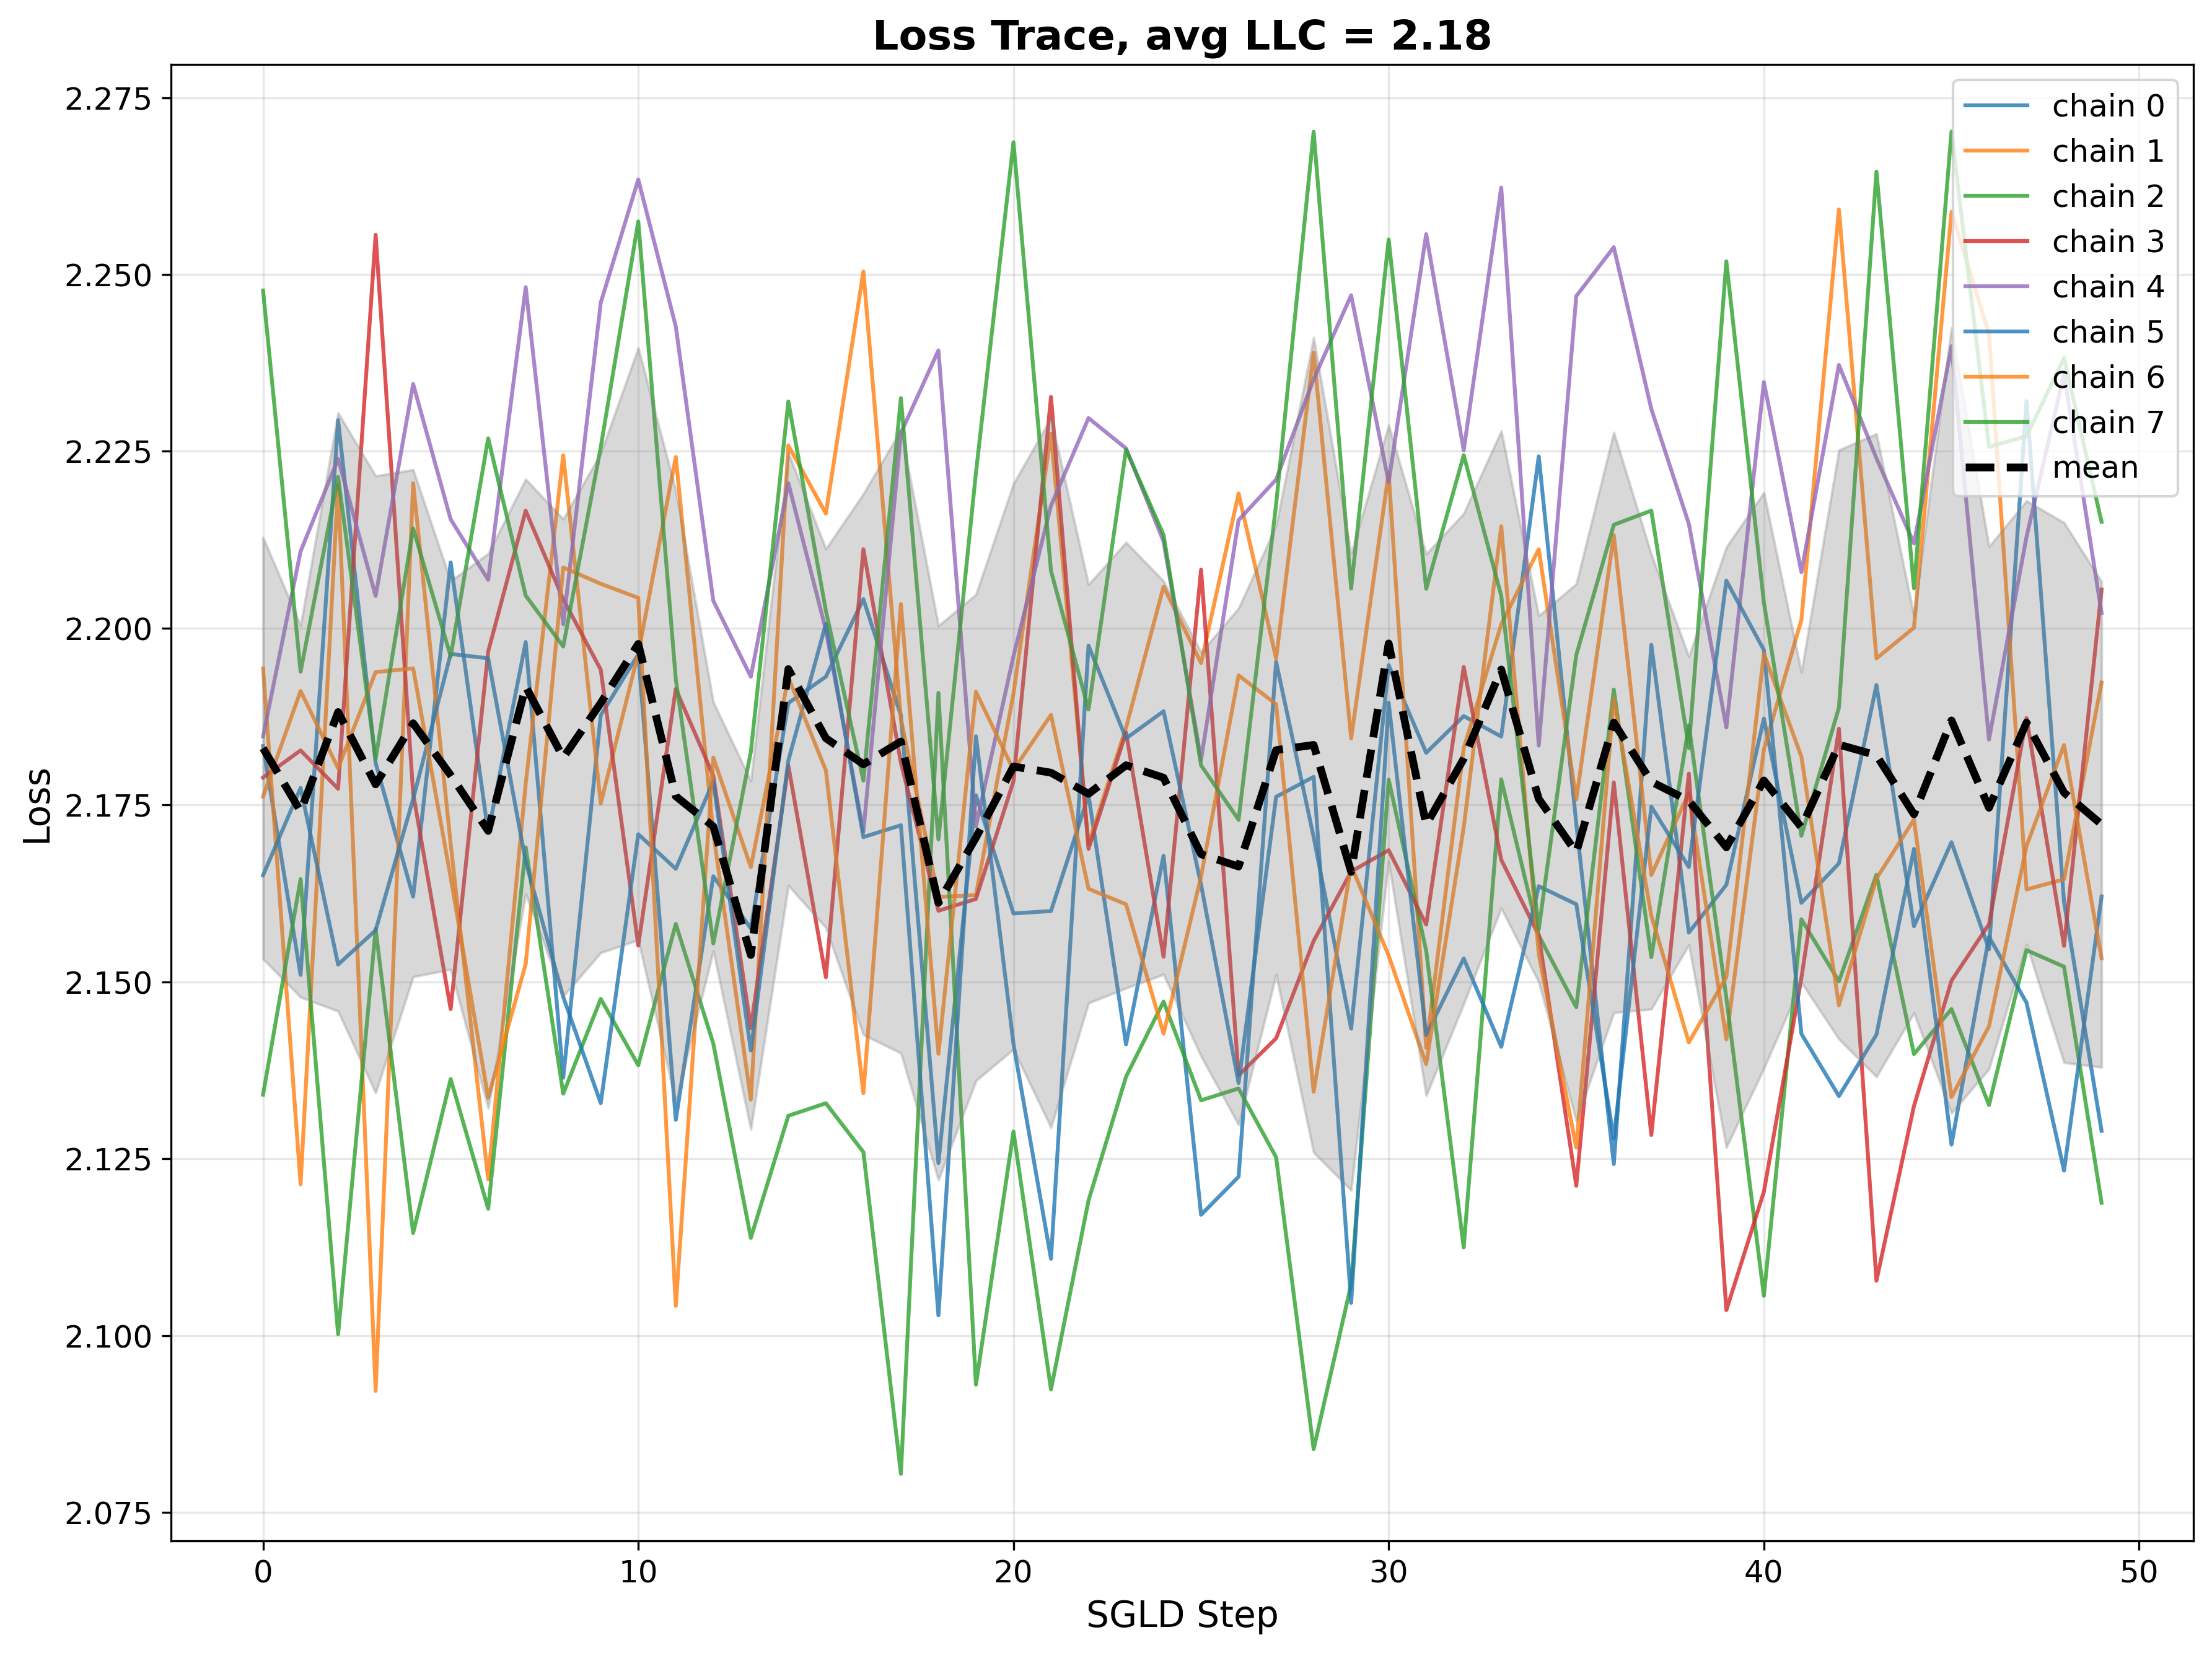 Loss Trace, avg LLC = 2.18
2.275
2.250
2.225
2.200
2.175
2.150
2.125
2.100
2.075
Loss
chain 0
chain 1
chain 2
chain 3
chain 4
chain 5
chain 6
chain 7
mean
0
10
20
30
40
50
SGLD Step